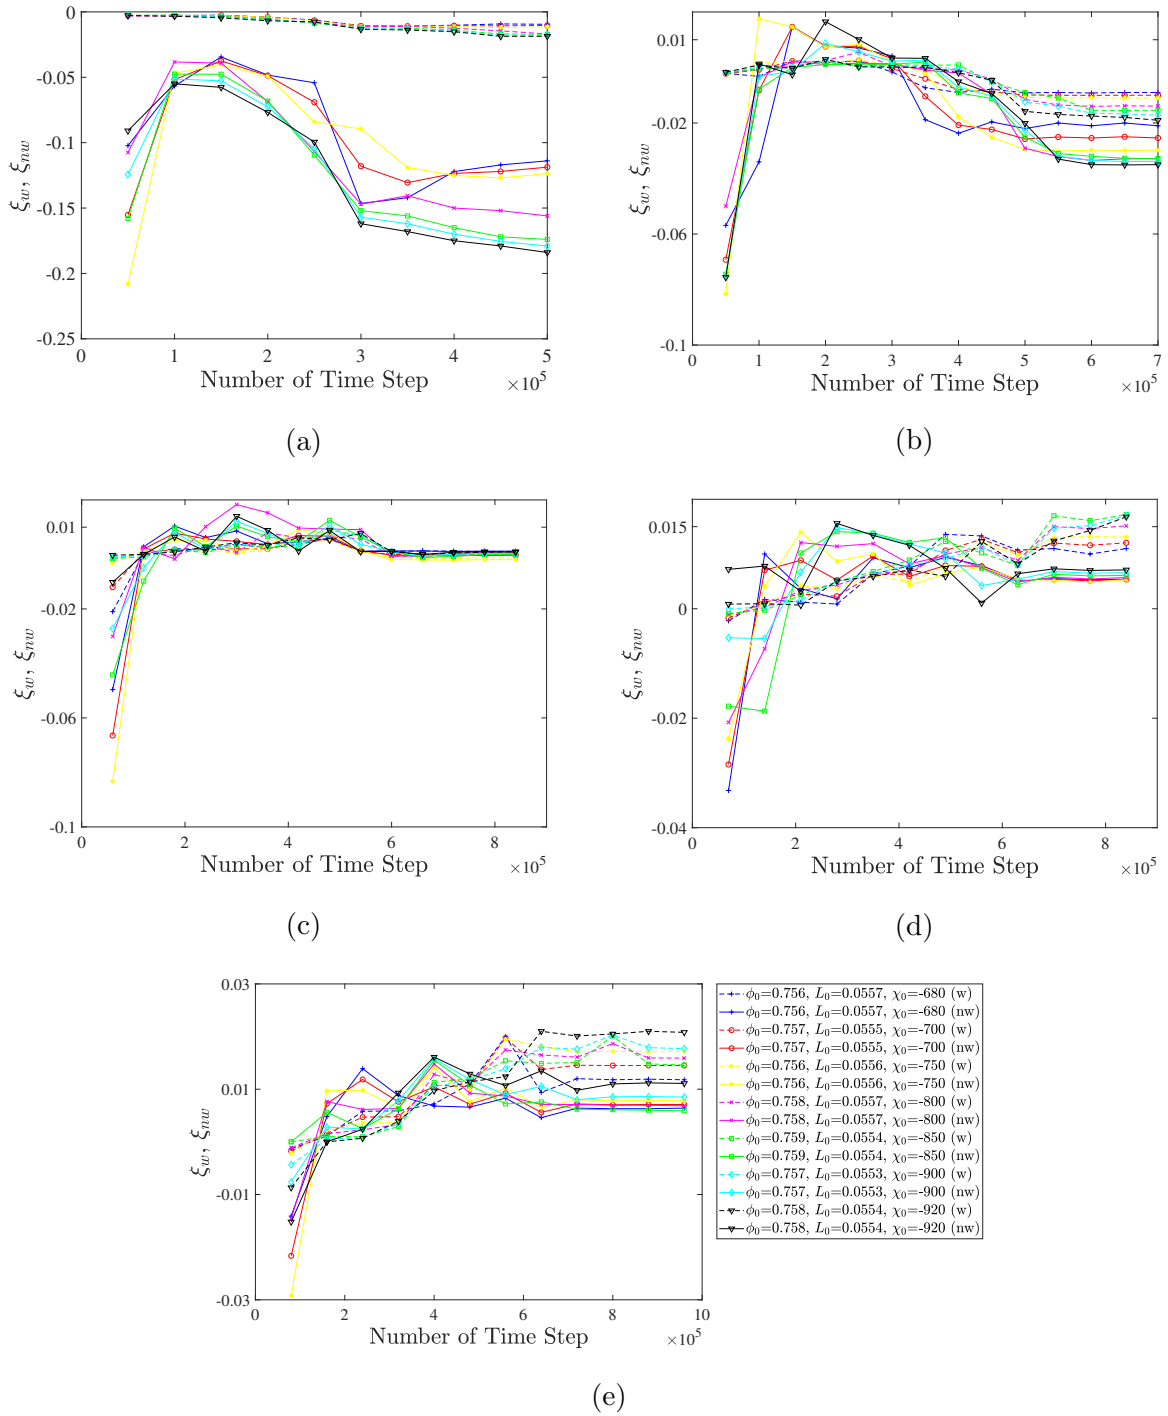 0
-0.05
-0.1
-0.15
-0.2
-0.25
ξw, ξnw
0 1 2 3 4 5
Number of Time Step ×10^5
(a)
0.01
-0.02
-0.06
-0.1
ξw, ξnw
0 1 2 3 4 5 6 7
Number of Time Step ×10^5
(b)
0.01
-0.02
-0.06
-0.1
ξw, ξnw
0 2 4 6 8
Number of Time Step ×10^5
(c)
0.015
0
-0.02
-0.04
ξw, ξnw
0 2 4 6 8
Number of Time Step ×10^5
(d)
0.03
0.01
-0.01
-0.03
ξw, ξnw
0 2 4 6 8 10
Number of Time Step ×10^5
ϕ0=0.756, L0=0.0557, χ0=-680 (w)
ϕ0=0.756, L0=0.0557, χ0=-680 (nw)
ϕ0=0.757, L0=0.0555, χ0=-700 (w)
ϕ0=0.757, L0=0.0555, χ0=-700 (nw)
ϕ0=0.756, L0=0.0556, χ0=-750 (w)
ϕ0=0.756, L0=0.0556, χ0=-750 (nw)
ϕ0=0.758, L0=0.0557, χ0=-800 (w)
ϕ0=0.758, L0=0.0557, χ0=-800 (nw)
ϕ0=0.759, L0=0.0554, χ0=-850 (w)
ϕ0=0.759, L0=0.0554, χ0=-850 (nw)
ϕ0=0.757, L0=0.0553, χ0=-900 (w)
ϕ0=0.757, L0=0.0553, χ0=-900 (nw)
ϕ0=0.758, L0=0.0554, χ0=-920 (w)
ϕ0=0.758, L0=0.0554, χ0=-920 (nw)
(e)